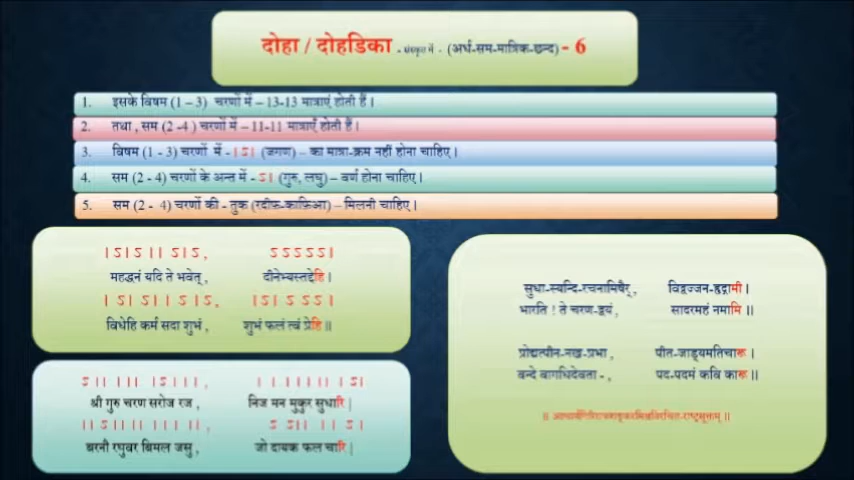 दोहा / दोहडिका - संस्कृत में - (अर्ध-सम-मात्रिक-छन्द) - 6
1. इसके विषम (1 – 3) चरणों में – 13-13 मात्राएं होती हैं ।
2. तथा , सम (2 -4 ) चरणों में – 11-11 मात्राएँ होती हैं ।
3. विषम (1 - 3) चरणों में - । ऽ । (जगण) – का मात्रा-क्रम नहीं होना चाहिए ।
4. सम (2 - 4) चरणों के अन्त में - ऽ । (गुरु, लघु) – वर्ण होना चाहिए ।
5. सम (2 - 4) चरणों की - तुक (रदीफ़-काफ़िआ) – मिलनी चाहिए ।
। ऽ । ऽ । । ऽ । ऽ , ऽ ऽ ऽ ऽ ऽ ।
महद्धनं यदि ते भवेत् , दीनेभ्यस्तद्देहि ।
। ऽ । ऽ । । ऽ । ऽ , । ऽ । ऽ ऽ ऽ ।
विधेहि कर्म सदा शुभं , शुभं फलं त्वं प्रेहि ॥
ऽ । । । । । । ऽ । । । , । । । । । । । । ऽ ।
श्री गुरु चरण सरोज रज , निज मन मुकुर सुधारि |
। । ऽ । । । । । । । । । , ऽ ऽ । । । । ऽ ।
बरनौ रघुवर बिमल जसु , जो दायक फल चारि |
सुधा-स्यन्दि-रचनामिषैर् , विद्वज्जन-हृद्गामी ।
भारति ! ते चरण-द्वयं , सादरमहं नमामि ॥
प्रोद्यत्पीन-नख-प्रभा , पीत-जाड्यमतिचारू ।
वन्दे वागधिदेवता - , पद-पदमं कवि कारू ॥